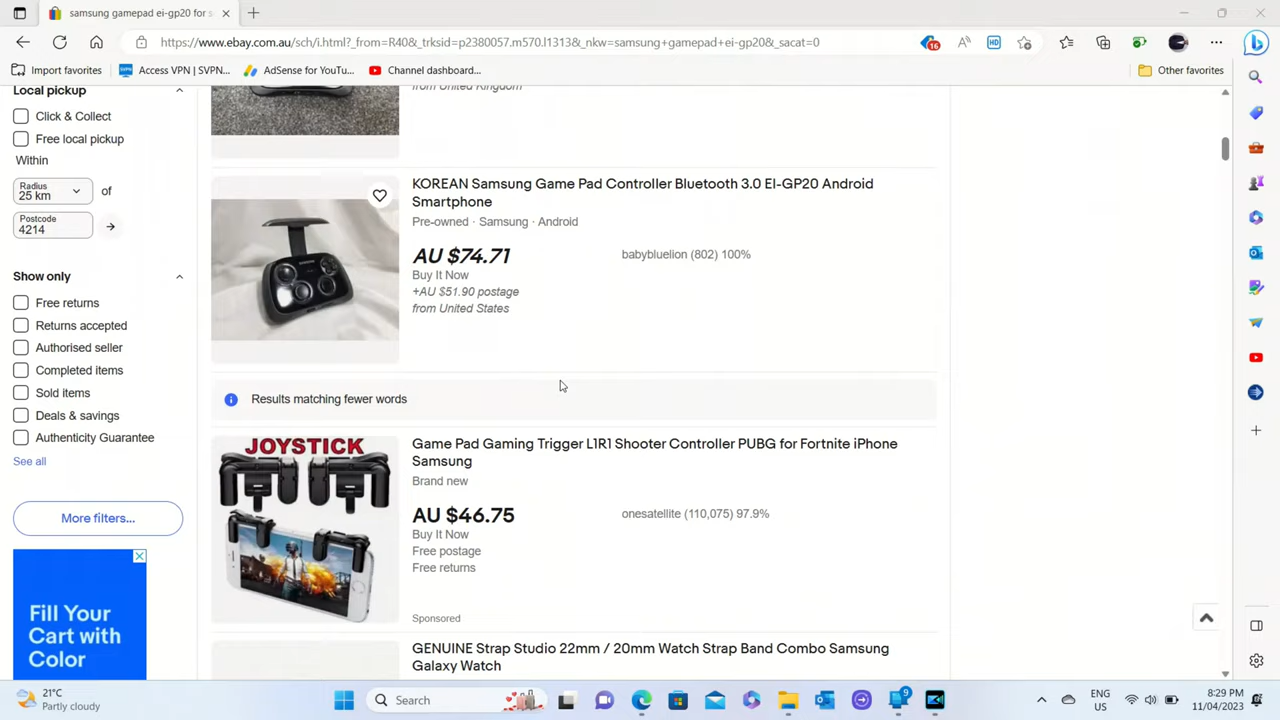 samsung gamepad ei-gp20 for s
https://www.ebay.com.au/sch/i.html?_from=R40&_trksid=p2380057.m570.l1313&_nkw=samsung+gamepad+ei-gp20&_sacat=0
16
HD
Import favorites
Access VPN | SVPN...
AdSense for YouTu...
Channel dashboard...
Other favorites
Local pickup
Click & Collect
Free local pickup
Within
Radius
25 km
of
Postcode
4214
Show only
Free returns
Returns accepted
Authorised seller
Completed items
Sold items
Deals & savings
Authenticity Guarantee
See all
More filters...
Fill Your
Cart with
Color
from United Kingdom
KOREAN Samsung Game Pad Controller Bluetooth 3.0 EI-GP20 Android
Smartphone
Pre-owned · Samsung · Android
AU $74.71
babybluelion (802) 100%
Buy It Now
+AU $51.90 postage
from United States
Results matching fewer words
JOYSTICK
Game Pad Gaming Trigger L1R1 Shooter Controller PUBG for Fortnite iPhone
Samsung
Brand new
AU $46.75
onesatellite (110,075) 97.9%
Buy It Now
Free postage
Free returns
Sponsored
GENUINE Strap Studio 22mm / 20mm Watch Strap Band Combo Samsung
Galaxy Watch
21°C
Partly cloudy
Search
9
ENG
US
8:29 PM
11/04/2023